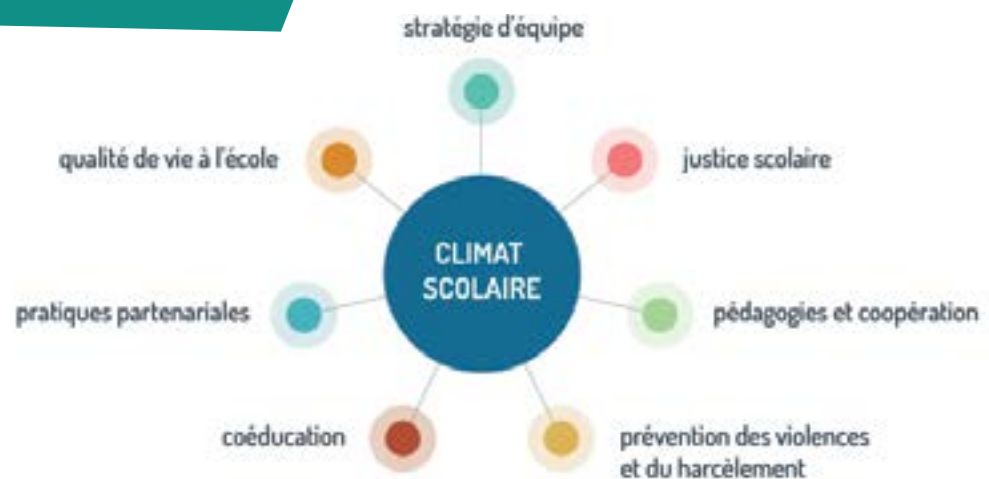 stratégie d'équipe
qualité de vie à l'école
justice scolaire
CLIMAT
SCOLAIRE
pratiques partenariales
pédagogies et coopération
coéducation
prévention des violences
et du harcèlement